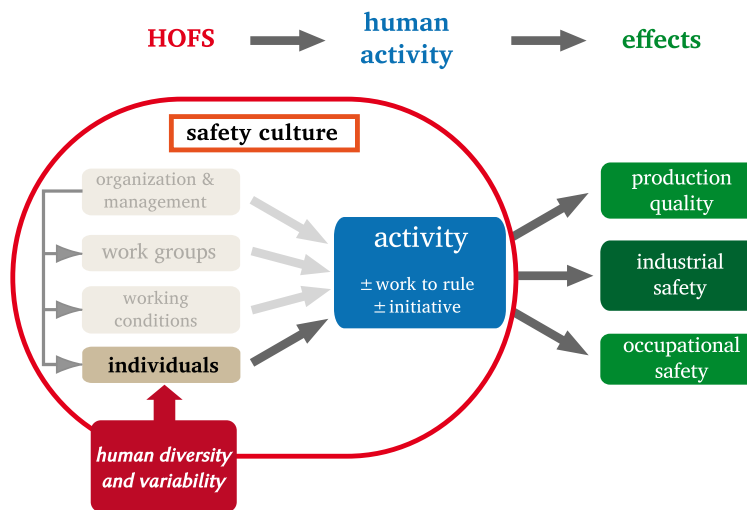 HOFS
human
activity
effects
safety culture
organization &
management
work groups
working
conditions
individuals
human diversity
and variability
activity
± work to rule
± initiative
production
quality
industrial
safety
occupational
safety